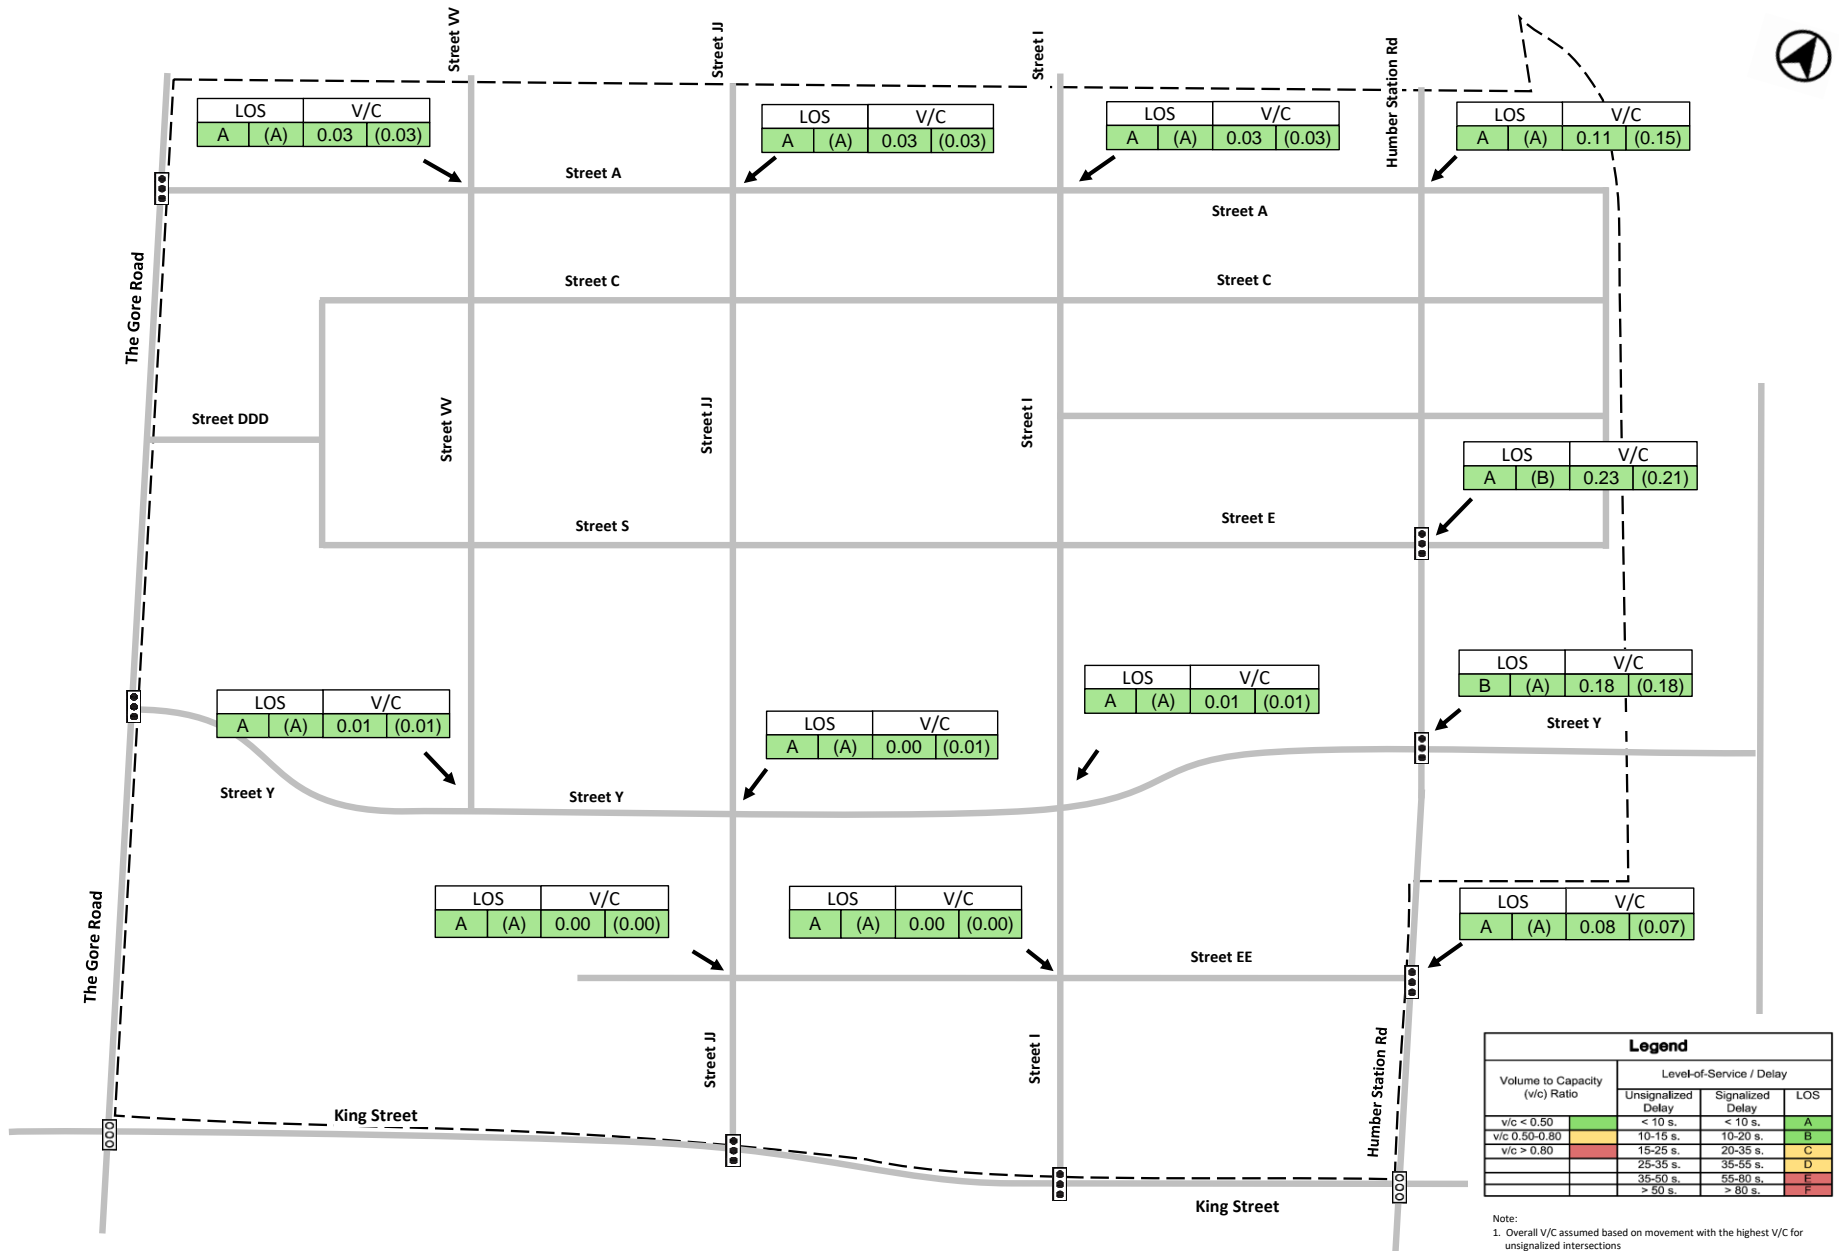 Street VV
Street JJ
Street I
Humber Station Rd
LOS V/C
A (A) 0.03 (0.03)
LOS V/C
A (A) 0.03 (0.03)
LOS V/C
A (A) 0.03 (0.03)
LOS V/C
A (A) 0.11 (0.15)
Street A
Street A
The Gore Road
Street C
Street C
Street DDD
Street VV
Street JJ
Street I
LOS V/C
A (B) 0.23 (0.21)
Street S
Street E
LOS V/C
A (A) 0.01 (0.01)
LOS V/C
A (A) 0.00 (0.01)
LOS V/C
A (A) 0.01 (0.01)
LOS V/C
B (A) 0.18 (0.18)
Street Y
Street Y
Street Y
The Gore Road
LOS V/C
A (A) 0.00 (0.00)
LOS V/C
A (A) 0.00 (0.00)
LOS V/C
A (A) 0.08 (0.07)
Street EE
Street JJ
Street I
Humber Station Rd
King Street
King Street
Legend
Volume to Capacity (v/c) Ratio
Level-of-Service / Delay
Unsignalized Delay Signalized Delay LOS
v/c < 0.50 < 10 s. < 10 s. A
v/c 0.50-0.80 10-15 s. 10-20 s. B
v/c > 0.80 15-25 s. 20-35 s. C
25-35 s. 35-55 s. D
35-50 s. 55-80 s. E
> 50 s. > 80 s. F
Note:
1. Overall V/C assumed based on movement with the highest V/C for
unsignalized intersections